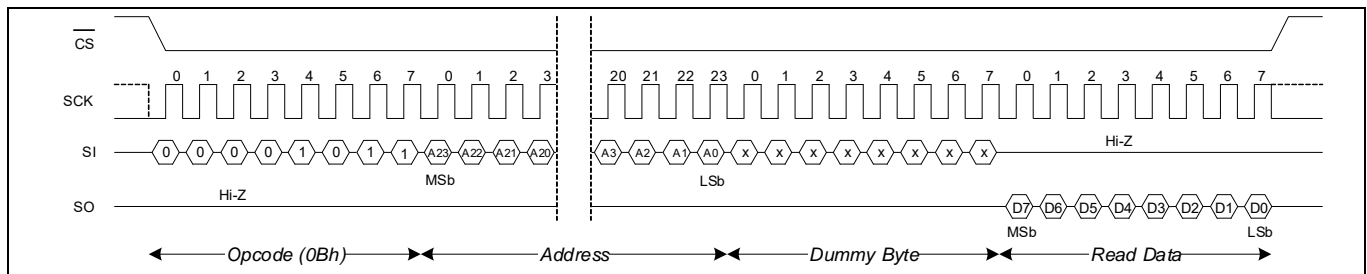 CS
0 1 2 3 4 5 6 7 0 1 2 3 20 21 22 23 0 1 2 3 4 5 6 7 0 1 2 3 4 5 6 7
SCK
Hi-Z
SI 0 0 0 0 1 0 1 1 A23 A22 A21 A20 A3 A2 A1 A0 x x x x x x x x
MSb LSb
Hi-Z
SO D7 D6 D5 D4 D3 D2 D1 D0
MSb LSb
Opcode (0Bh) Address Dummy Byte Read Data